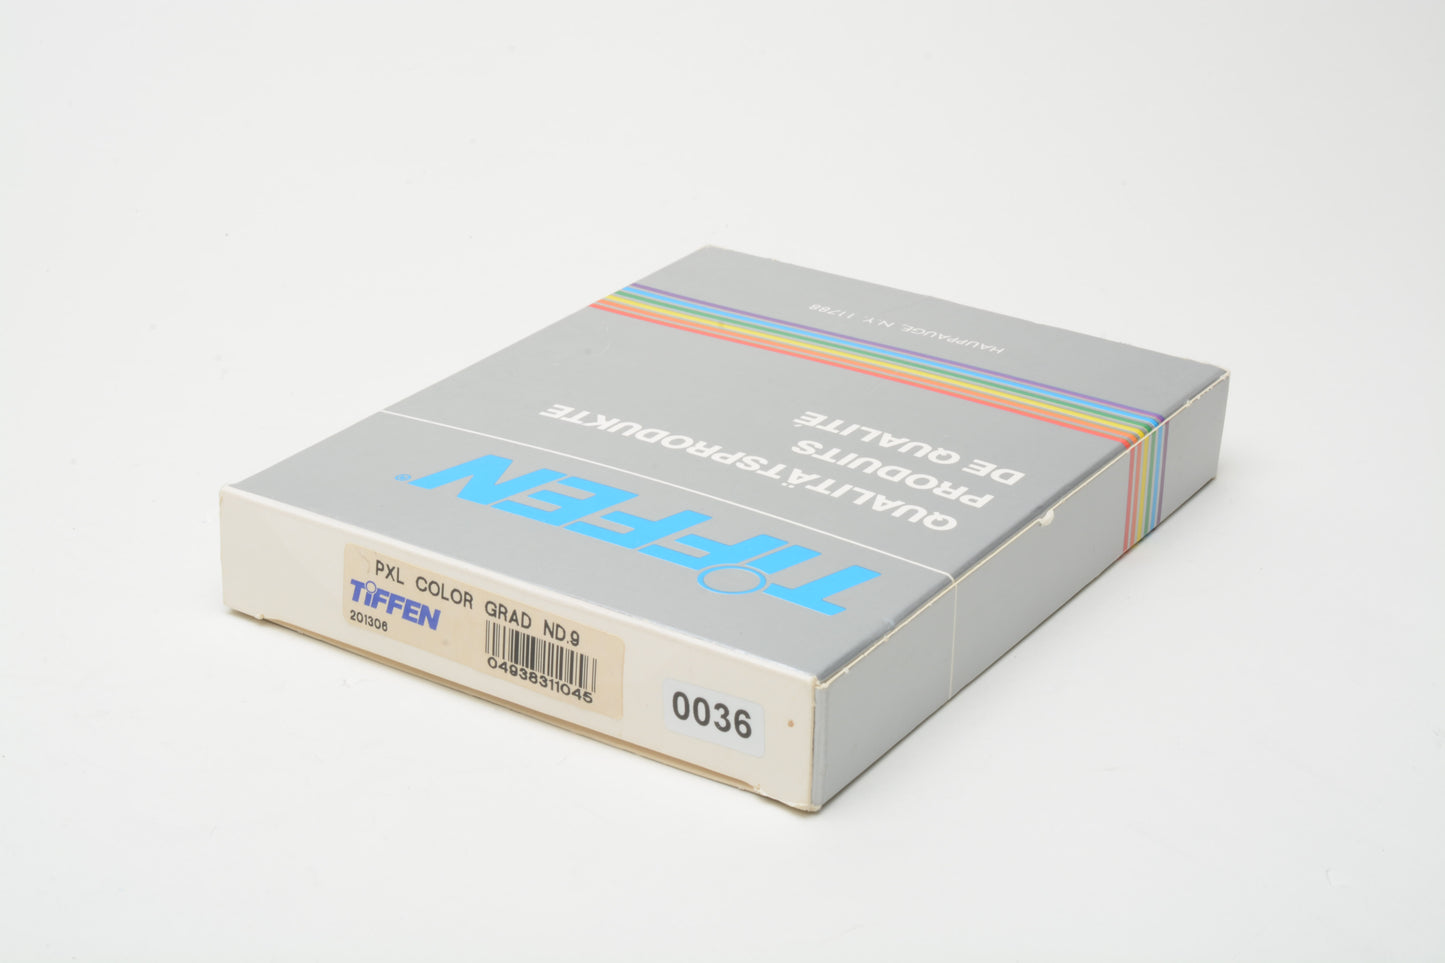 TIFFEN®
QUALITÄTSPRODUKTE
PRODUITS
DE QUALITÉ
HAUPPAUGE, N.Y. 11788
PXL COLOR GRAD ND.9
TIFFEN
201306
04938311045
0036